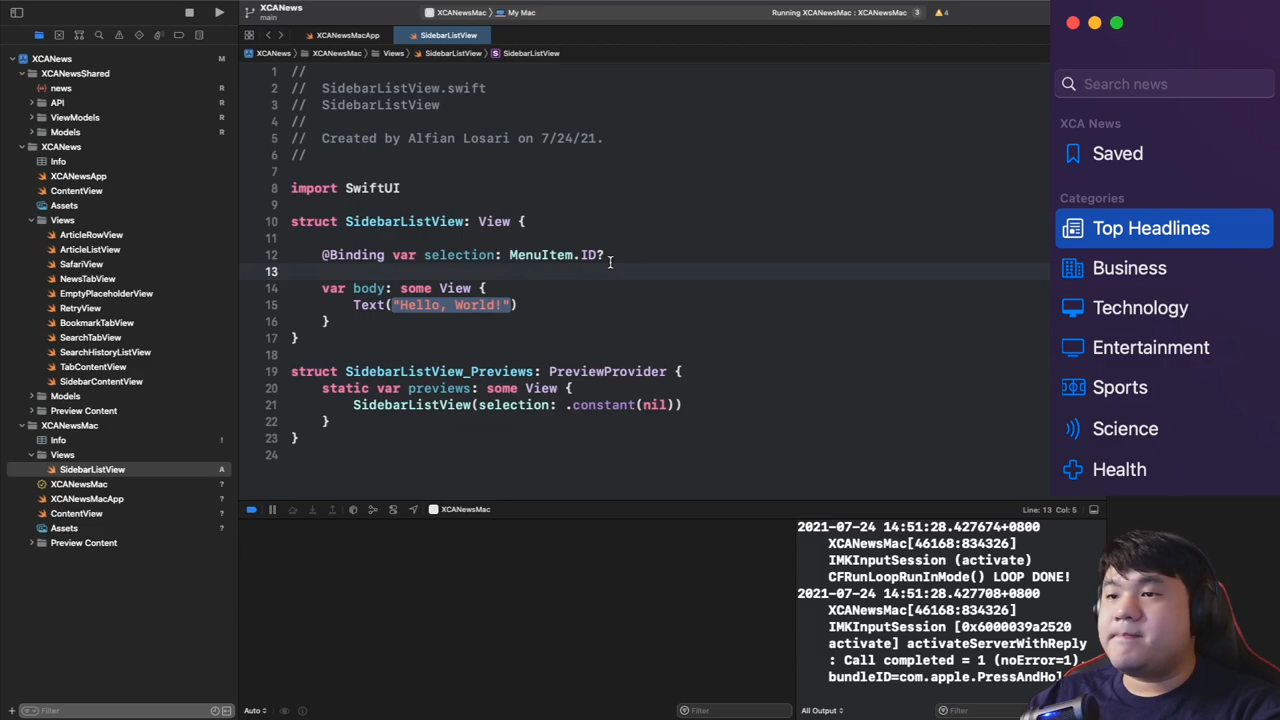 XCANews
main
XCANewsMac
My Mac
Running XCANewsMac : XCANewsMac
3
4
XCANewsMacApp
SidebarListView
XCANews
XCANewsMac
Views
SidebarListView
SidebarListView
XCANews M
XCANewsShared
news R
API R
ViewModels R
Models R
XCANews
Info
XCANewsApp
ContentView
Assets
Views
ArticleRowView
ArticleListView
SafariView
NewsTabView
EmptyPlaceholderView
RetryView
BookmarkTabView
SearchTabView
SearchHistoryListView
TabContentView
SidebarContentView
Models
Preview Content
XCANewsMac
Info !
Views
SidebarListView A
XCANewsMac ?
XCANewsMacApp ?
ContentView ?
Assets ?
Preview Content
Filter
1 //
2 // SidebarListView.swift
3 // SidebarListView
4 //
5 // Created by Alfian Losari on 7/24/21.
6 //
7
8 import SwiftUI
9
10 struct SidebarListView: View {
11
12 @Binding var selection: MenuItem.ID?
13
14 var body: some View {
15 Text("Hello, World!")
16 }
17 }
18
19 struct SidebarListView_Previews: PreviewProvider {
20 static var previews: some View {
21 SidebarListView(selection: .constant(nil))
22 }
23 }
24
XCANewsMac
Line: 13 Col: 5
2021-07-24 14:51:28.427674+0800
XCANewsMac[46168:834326]
IMKInputSession (activate)
CFRunLoopRunInMode() LOOP DONE!
2021-07-24 14:51:28.427708+0800
XCANewsMac[46168:834326]
IMKInputSession [0x6000039a2520
activate] activateServerWithReply
: Call completed = 1 (noError=1).
bundleID=com.apple.PressAndHol
Auto
Filter
All Output
Filter
Search news
XCA News
Saved
Categories
Top Headlines
Business
Technology
Entertainment
Sports
Science
Health